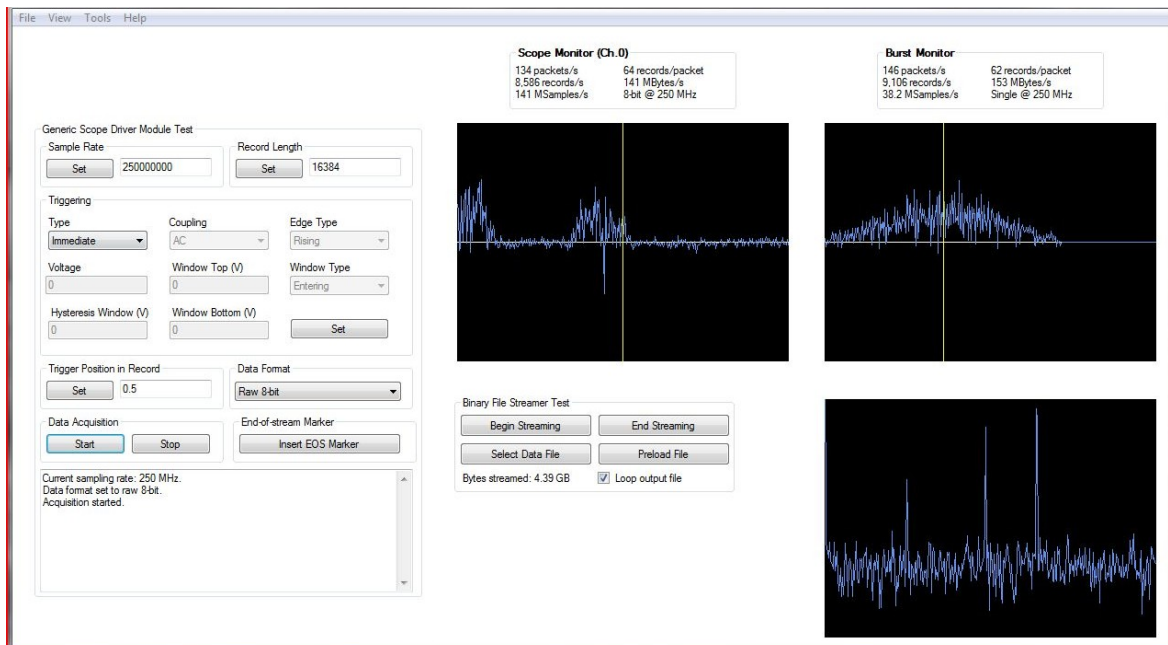 File View Tools Help
Scope Monitor (Ch.0)
134 packets/s 64 records/packet
8,586 records/s 141 MBytes/s
141 MSamples/s 8-bit @ 250 MHz
Burst Monitor
146 packets/s 62 records/packet
9,106 records/s 153 MBytes/s
38.2 MSamples/s Single @ 250 MHz
Generic Scope Driver Module Test
Sample Rate Record Length
Set 250000000 Set 16384
Triggering
Type Coupling Edge Type
Immediate AC Rising
Voltage Window Top (V) Window Type
0 0 Entering
Hysteresis Window (V) Window Bottom (V)
0 0 Set
Trigger Position in Record Data Format
Set 0.5 Raw 8-bit
Data Acquisition End-of-stream Marker
Start Stop Insert EOS Marker
Current sampling rate: 250 MHz.
Data format set to raw 8-bit.
Acquisition started.
Binary File Streamer Test
Begin Streaming End Streaming
Select Data File Preload File
Bytes streamed: 4.39 GB Loop output file